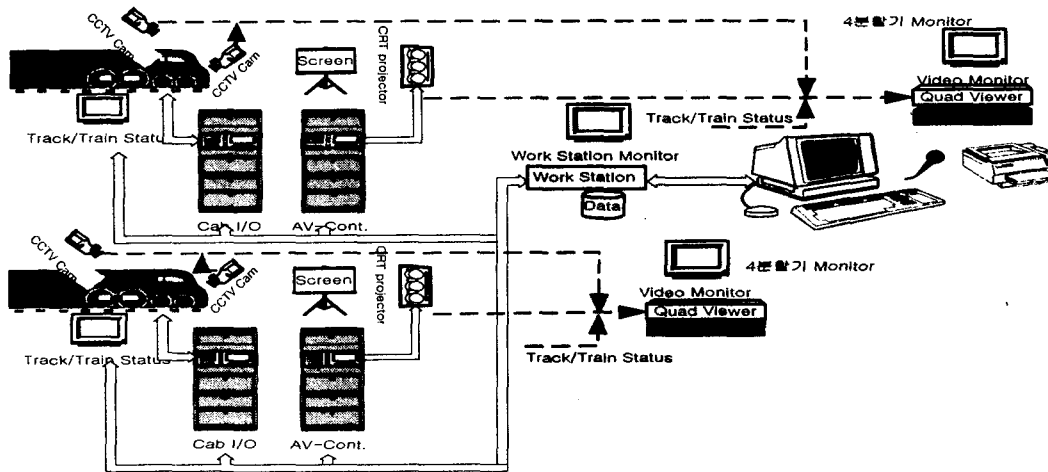 4분할기 Monitor
CCTV Cam
CCTV Cam
Screen
CRT projector
Video Monitor
Quad Viewer
Track/Train Status
Track/Train Status
Work Station Monitor
Work Station
Data
Cab I/O
AV-Cont.
CCTV Cam
CCTV Cam
Screen
CRT projector
4분할기 Monitor
Video Monitor
Quad Viewer
Track/Train Status
Track/Train Status
Cab I/O
AV-Cont.